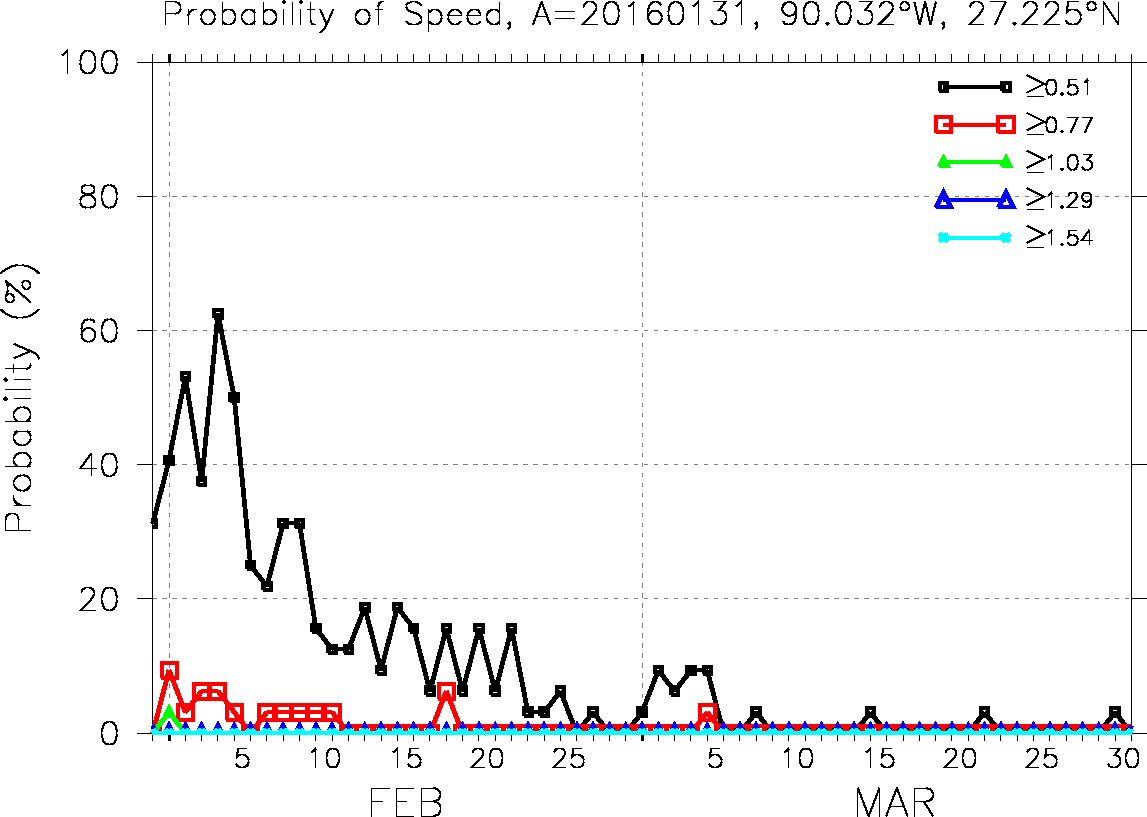 Probability of Speed, A=20160131, 90.032°W, 27.225°N
100
80
60
40
20
0
Probability (%)
≥0.51
≥0.77
≥1.03
≥1.29
≥1.54
5 10 15 20 25 5 10 15 20 25 30
FEB MAR